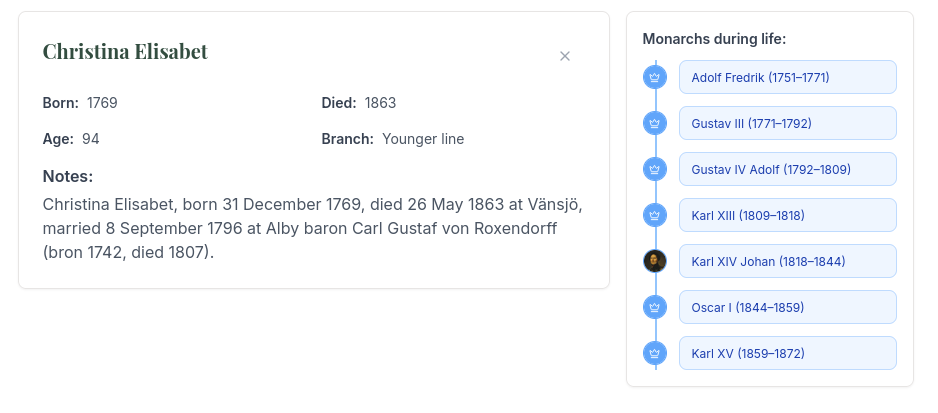 Christina Elisabet
Born: 1769
Died: 1863
Age: 94
Branch: Younger line
Notes:
Christina Elisabet, born 31 December 1769, died 26 May 1863 at Vänsjö,
married 8 September 1796 at Alby baron Carl Gustaf von Roxendorff
(bron 1742, died 1807).
Monarchs during life:
Adolf Fredrik (1751–1771)
Gustav III (1771–1792)
Gustav IV Adolf (1792–1809)
Karl XIII (1809–1818)
Karl XIV Johan (1818–1844)
Oscar I (1844–1859)
Karl XV (1859–1872)